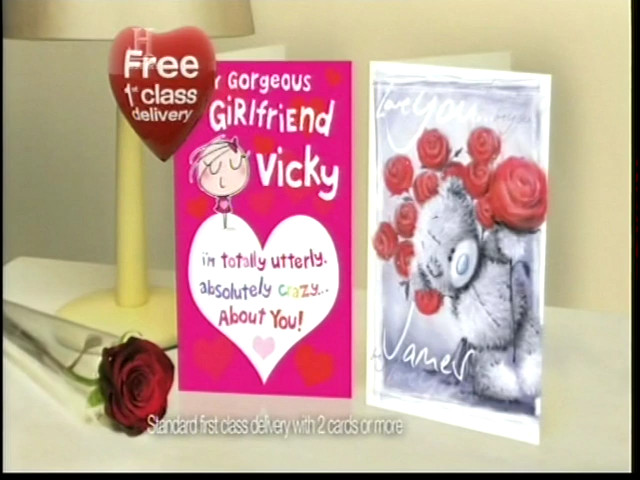 Free
1st class
delivery
r Gorgeous
GiRlfriEnd
Vicky
i'm totally utterly.
absolutely crazy...
About You!
Love you...
James
Standard first class delivery with 2 cards or more